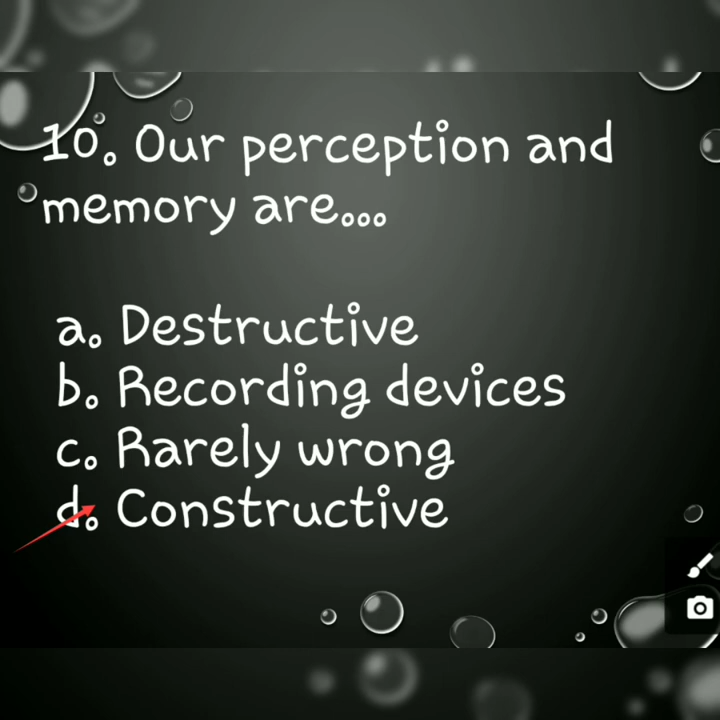 10. Our perception and
memory are...
a. Destructive
b. Recording devices
c. Rarely wrong
d. Constructive